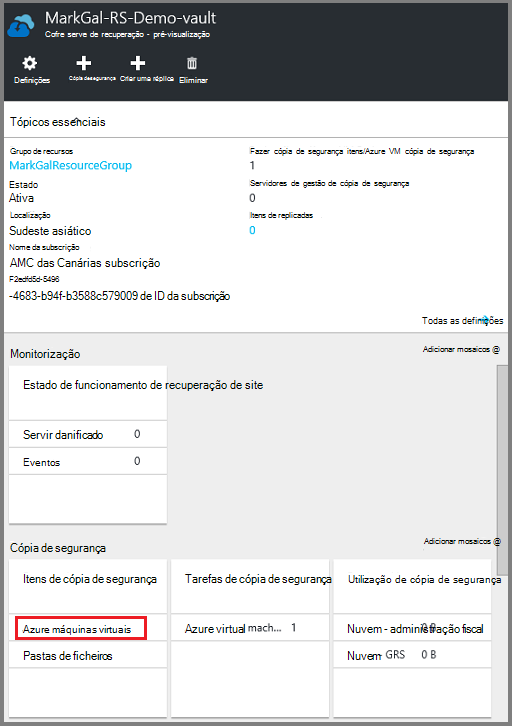 MarkGal-RS-Demo-vault
Cofre serve de recuperação - pré-visualização
Definições
Cópia desegurança
Criar uma réplica
Eliminar
Tópicos essenciais
Grupo de recursos
MarkGalResourceGroup
Fazer cópia de segurança itens/Azure VM cópia de segurança
1
Estado
Ativa
Servidores de gestão de cópia de segurança
0
Localização
Sudeste asiático
Itens de replicadas
0
Nome da subscrição
AMC das Canárias subscrição
F2edfd5d-5496
-4683-b94f-b3588c579009 de ID da subscrição
Todas as definições
Monitorização
Adicionar mosaicos @
Estado de funcionamento de recuperação de site
Servir danificado 0
Eventos 0
Cópia de segurança
Adicionar mosaicos @
Itens de cópia de segurança
Azure máquinas virtuais
Pastas de ficheiros
Tarefas de cópia de segurança
Azure virtual mach... 1
Utilização de cópia de segurança
Nuvem - administração fiscal 0 B
Nuvem - GRS 0 B